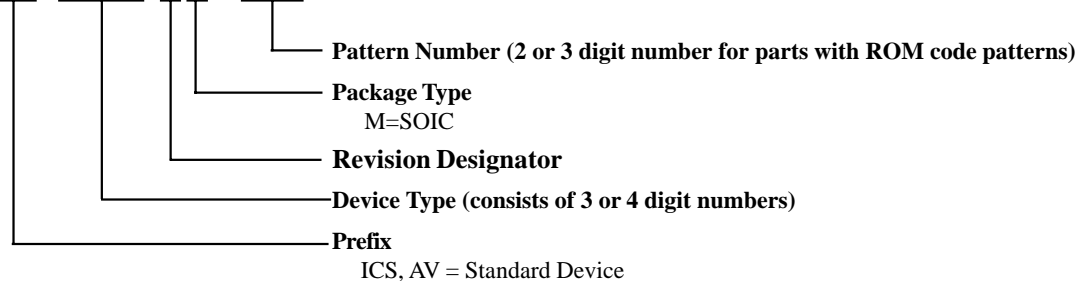 Pattern Number (2 or 3 digit number for parts with ROM code patterns)
Package Type
M=SOIC
Revision Designator
Device Type (consists of 3 or 4 digit numbers)
Prefix
ICS, AV = Standard Device